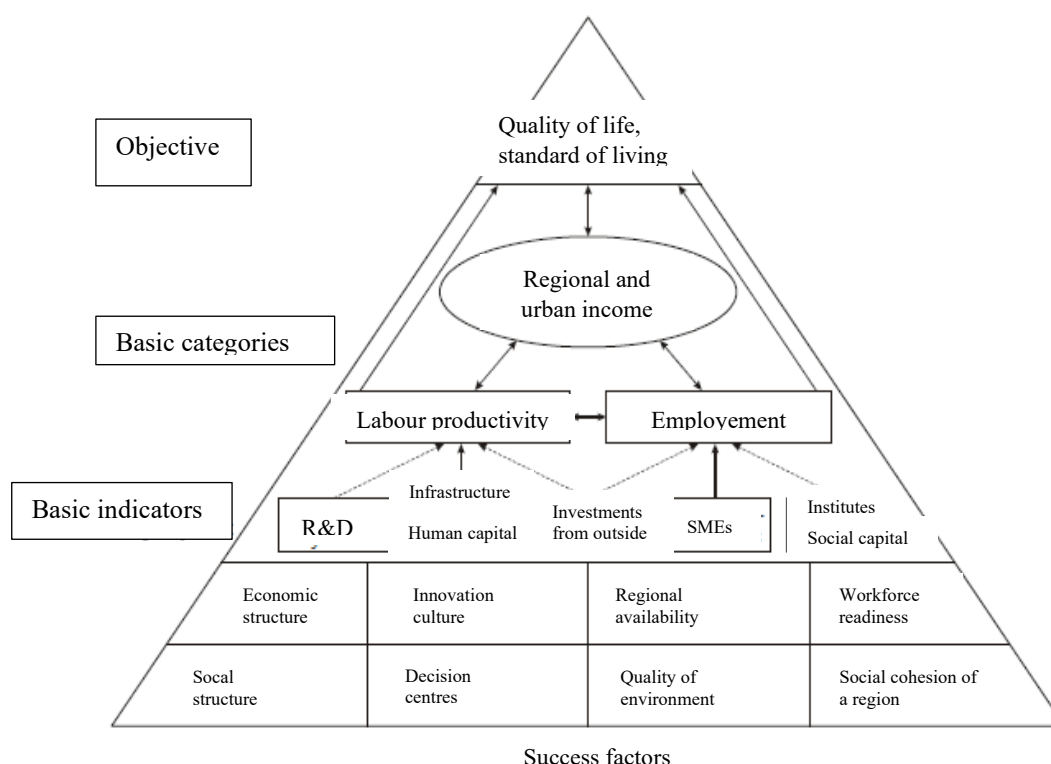 Objective
Quality of life,
standard of living
Regional and
urban income
Basic categories
Labour productivity
Employement
Basic indicators
R&D
Infrastructure
Human capital
Investments
from outside
SMEs
Institutes
Social capital
Economic
structure
Innovation
culture
Regional
availability
Workforce
readiness
Socal
structure
Decision
centres
Quality of
environment
Social cohesion of
a region
Success factors